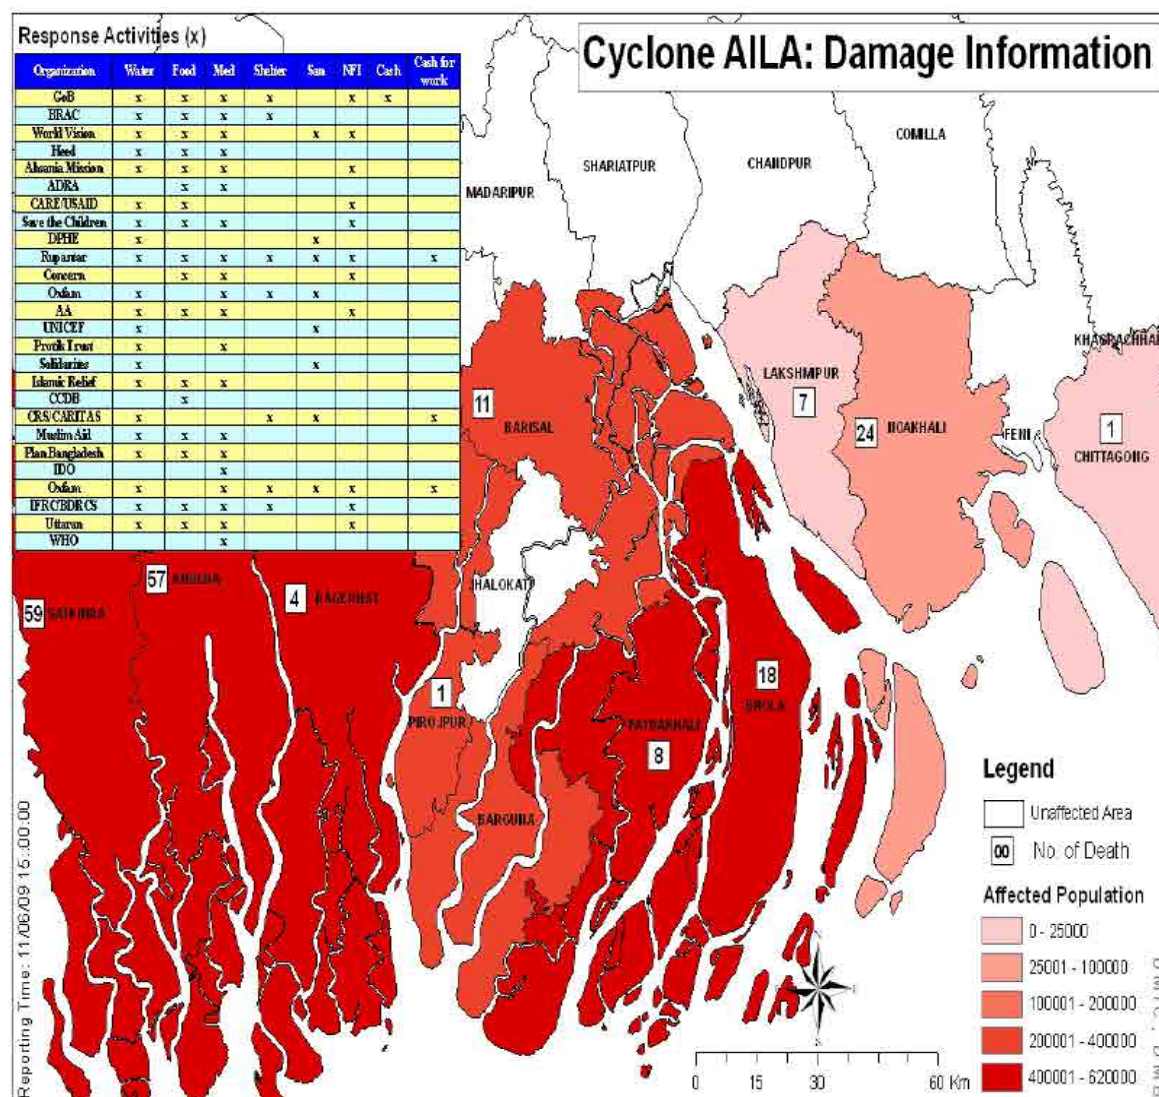 Response Activities (x)
Cyclone AILA: Damage Information
Organization Water Food Med Shelter San NFI Cash Cash for work
GoB x x x x x x
BRAC x x x x
World Vision x x x x x
Heed x x x
Ahsania Mission x x x x
ADRA x x
CARE/USAID x x x
Save the Children x x x x
DPHE x x
Rupantar x x x x x x x
Concern x x x
Oxfam x x x x
AA x x x x
UNICEF x x
Protik Trust x x
Solidarites x x
Islamic Relief x x x
CCDB x
CRS/CARITAS x x x x
Muslim Aid x x x
Plan Bangladesh x x x
IDO x
Oxfam x x x x x x
IFRC/BDRCS x x x x x
Uttaran x x x x
WHO x
COMILLA
SHARIATPUR
CHANDPUR
MADARIPUR
KHAGRACHHA
LAKSHMIPUR
7
11
BARISAL
24
NOAKHALI
FENI
1
CHITTAGONG
JHALOKATI
57 KHULNA
4 BAGERHAT
59 SATKHIRA
18
BHOLA
1
PIROJPUR
PATUAKHALI
8
BARGUNA
Legend
Unaffected Area
00 No. of Death
Affected Population
0 - 25000
25001 - 100000
100001 - 200000
200001 - 400000
400001 - 620000
0 15 30 60 Km
Reporting Time: 11/06/09 15:00:00